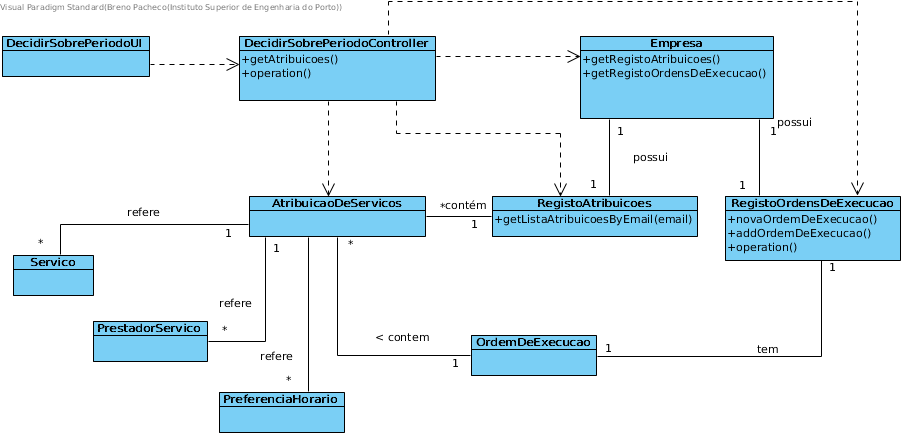 Visual Paradigm Standard(Breno Pacheco(Instituto Superior de Engenharia do Porto))
DecidirSobrePeriodoUI
DecidirSobrePeriodoController
+getAtribuicoes()
+operation()
Empresa
+getRegistoAtribuicoes()
+getRegistoOrdensDeExecucao()
possui
1
1
possui
1
1
AtribuicaoDeServicos
*contém
1
RegistoAtribuicoes
+getListaAtribuicoesByEmail(email)
RegistoOrdensDeExecucao
+novaOrdemDeExecucao()
+addOrdemDeExecucao()
+operation()
refere
1
*
Servico
1
*
1
refere
*
PrestadorServico
< contem
1
OrdemDeExecucao
1
tem
refere
*
PreferenciaHorario